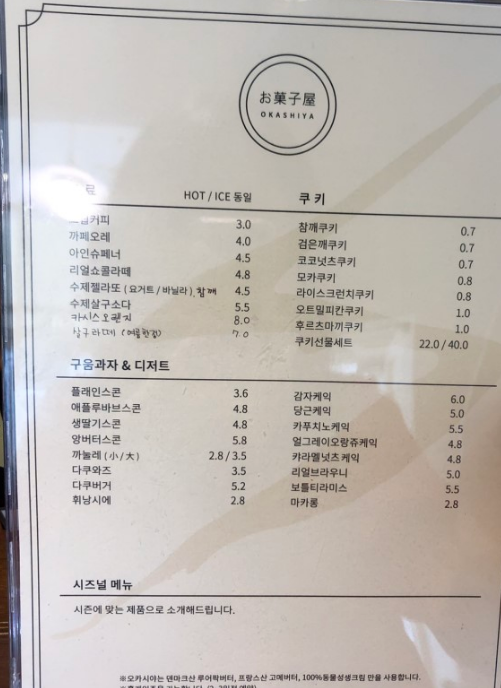 お菓子屋
OKASHIYA
료 HOT / ICE 동일
커피 3.0
까페오레 4.0
아인슈페너 4.5
리얼쇼콜라떼 4.8
수제젤라또 (요거트 / 바닐라), 참깨 4.5
수제살구소다 5.5
카시스오렌지 8.0
살구라떼 (여름한정) 7.0
쿠키
참깨쿠키 0.7
검은깨쿠키 0.7
코코넛츠쿠키 0.7
모카쿠키 0.8
라이스크런치쿠키 0.8
오트밀피칸쿠키 1.0
후르츠마끼쿠키 1.0
쿠키선물세트 22.0 / 40.0
구움과자 & 디저트
플래인스콘 3.6
애플루바브스콘 4.8
생딸기스콘 4.8
앙버터스콘 5.8
까눌레 (小/大) 2.8 / 3.5
다쿠와즈 3.5
다쿠버거 5.2
휘낭시에 2.8
감자케익 6.0
당근케익 5.0
카푸치노케익 5.5
얼그레이오랑쥬케익 4.8
캬라멜넛츠케익 4.8
리얼브라우니 5.0
보틀티라미스 5.5
마카롱 2.8
시즈널 메뉴
시즌에 맞는 제품으로 소개해드립니다.
※오카시야는 덴마크산 루어팍버터, 프랑스산 고메버터, 100%동물성생크림 만을 사용합니다.